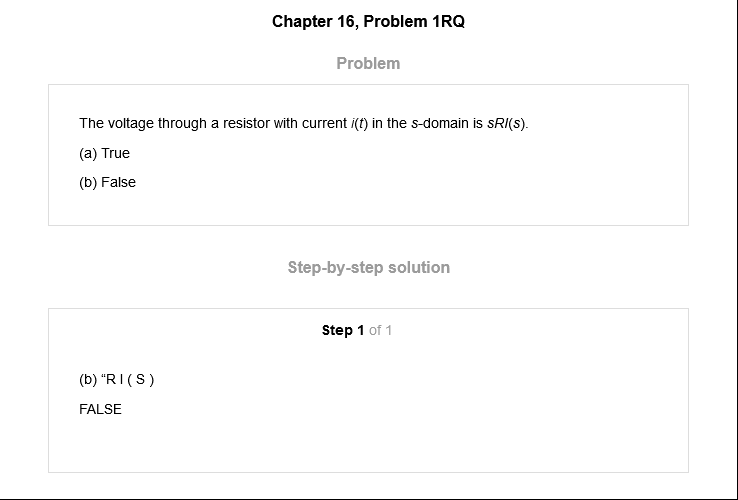 Chapter 16, Problem 1RQ
Problem
The voltage through a resistor with current i(t) in the s-domain is sRI(s).
(a) True
(b) False
Step-by-step solution
Step 1 of 1
(b) “R I ( S )
FALSE